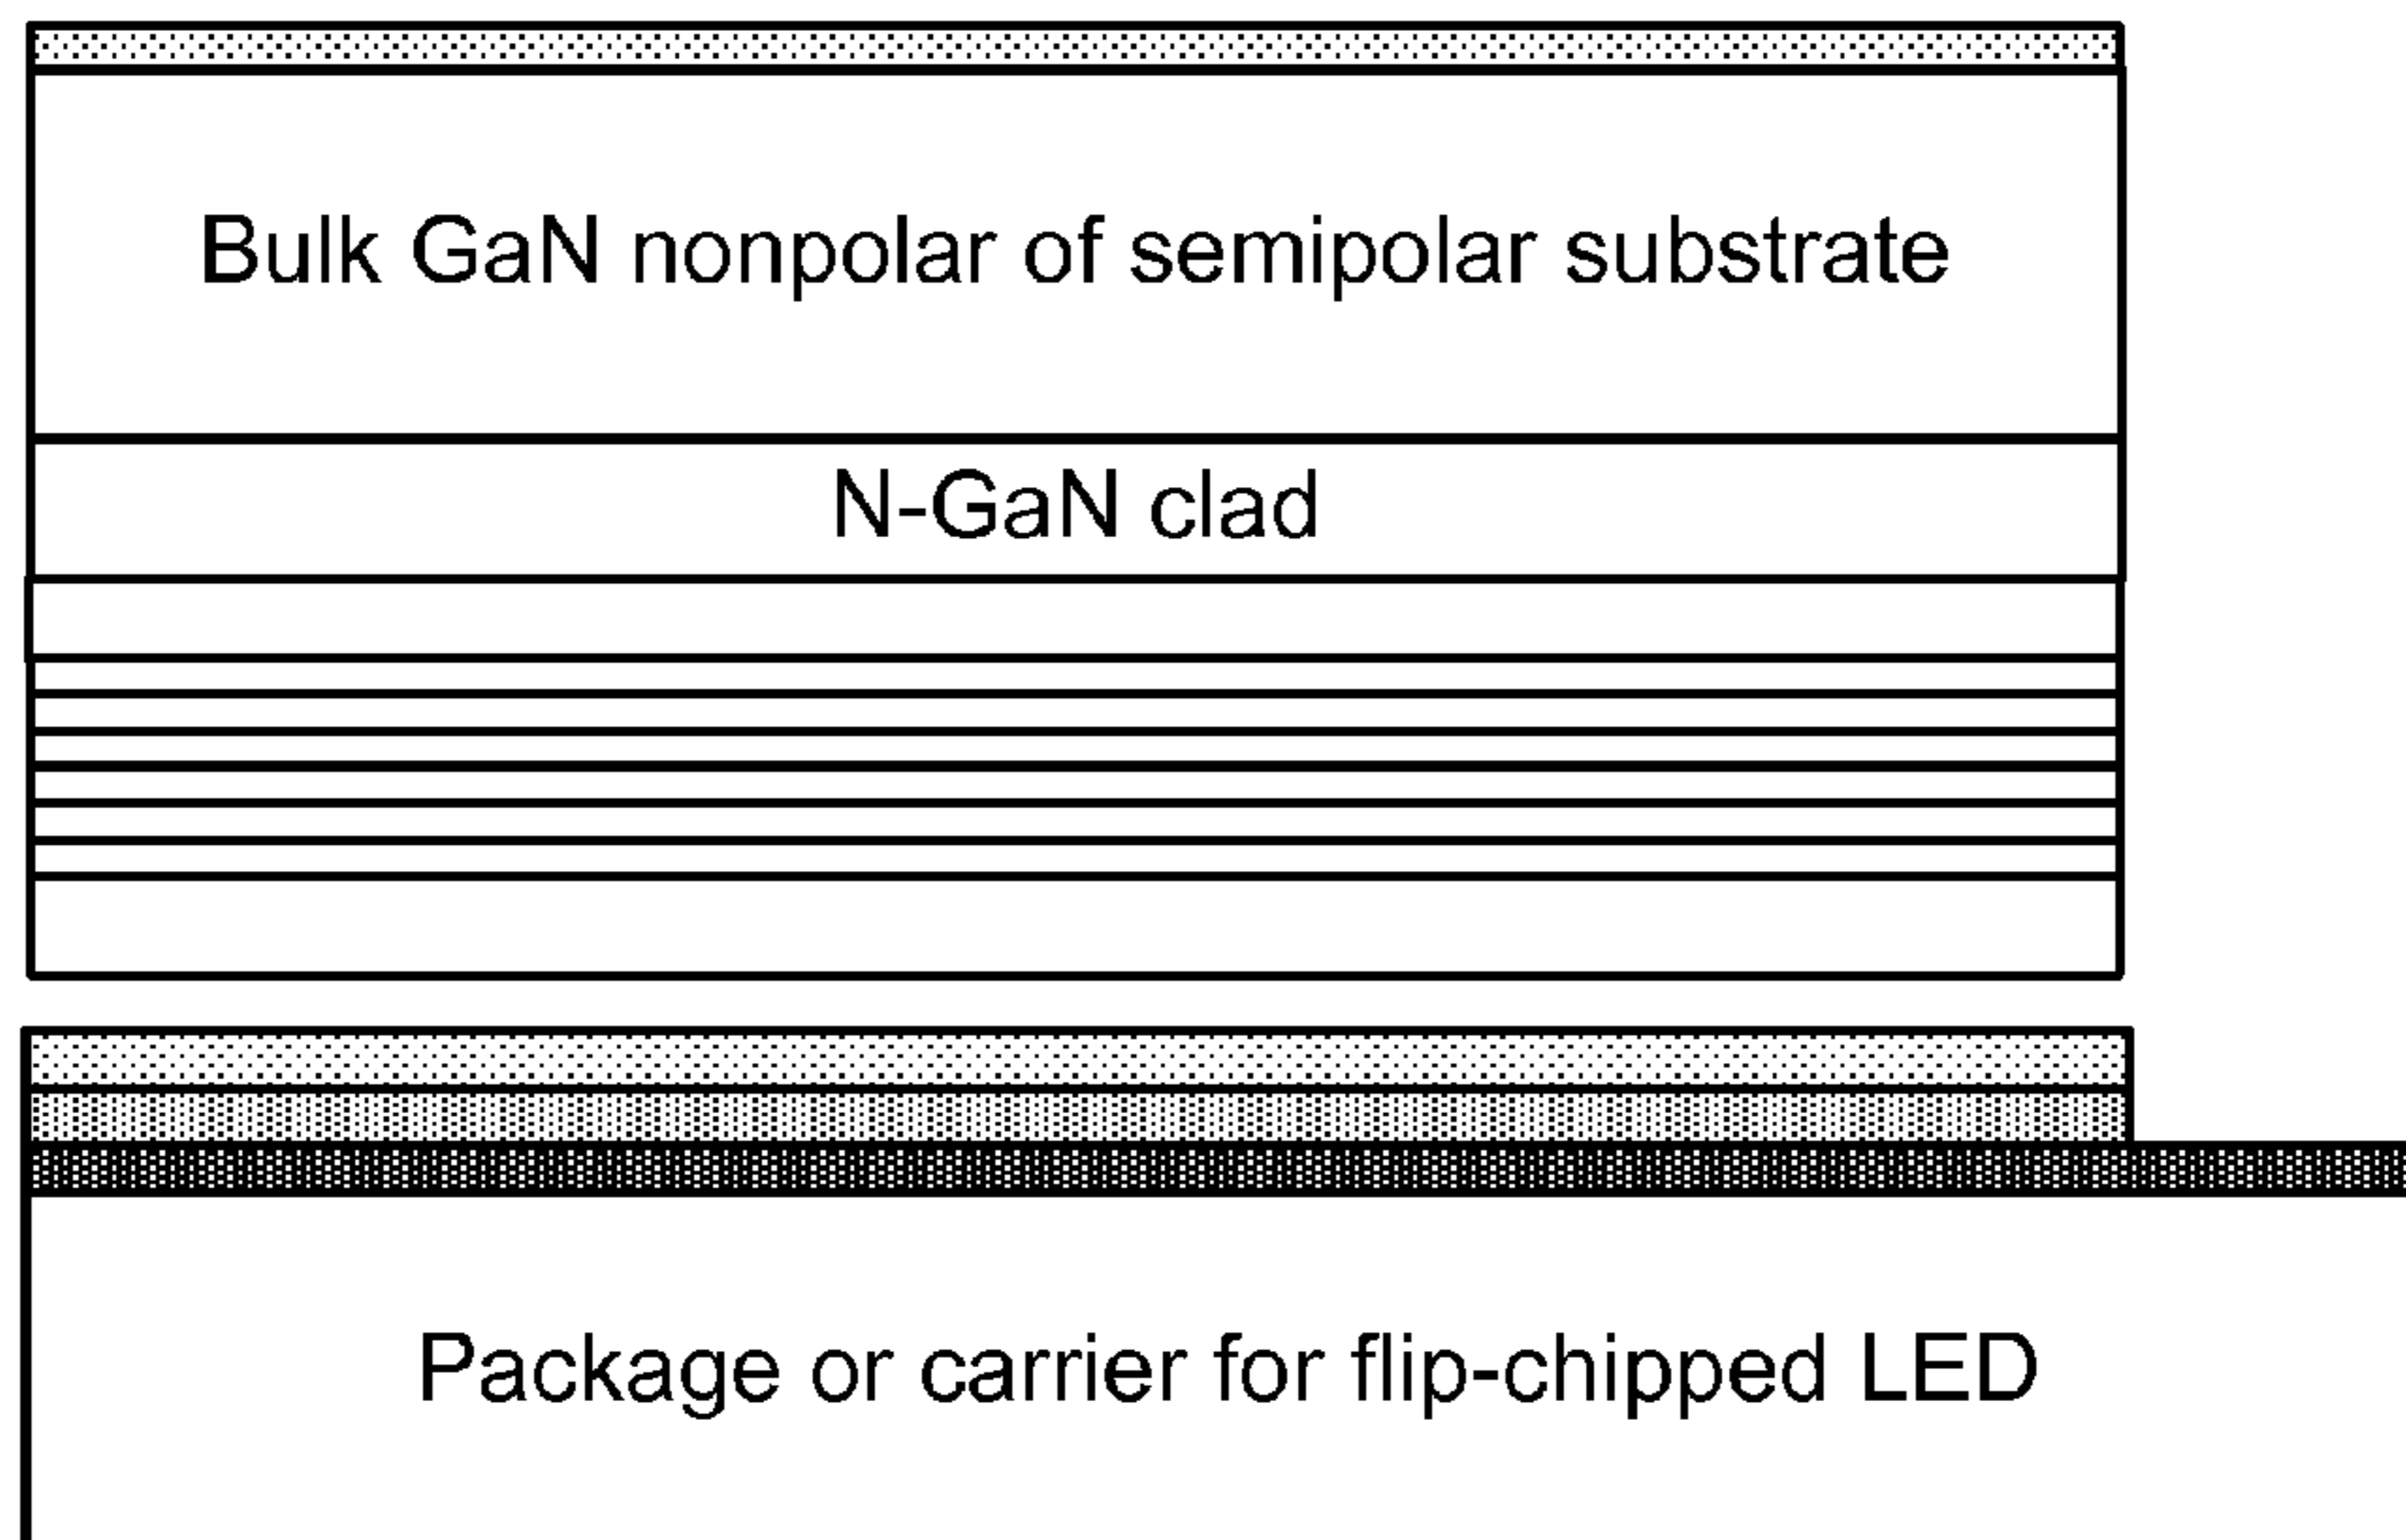 Bulk GaN nonpolar of semipolar substrate
N-GaN clad
Package or carrier for flip-chipped LED